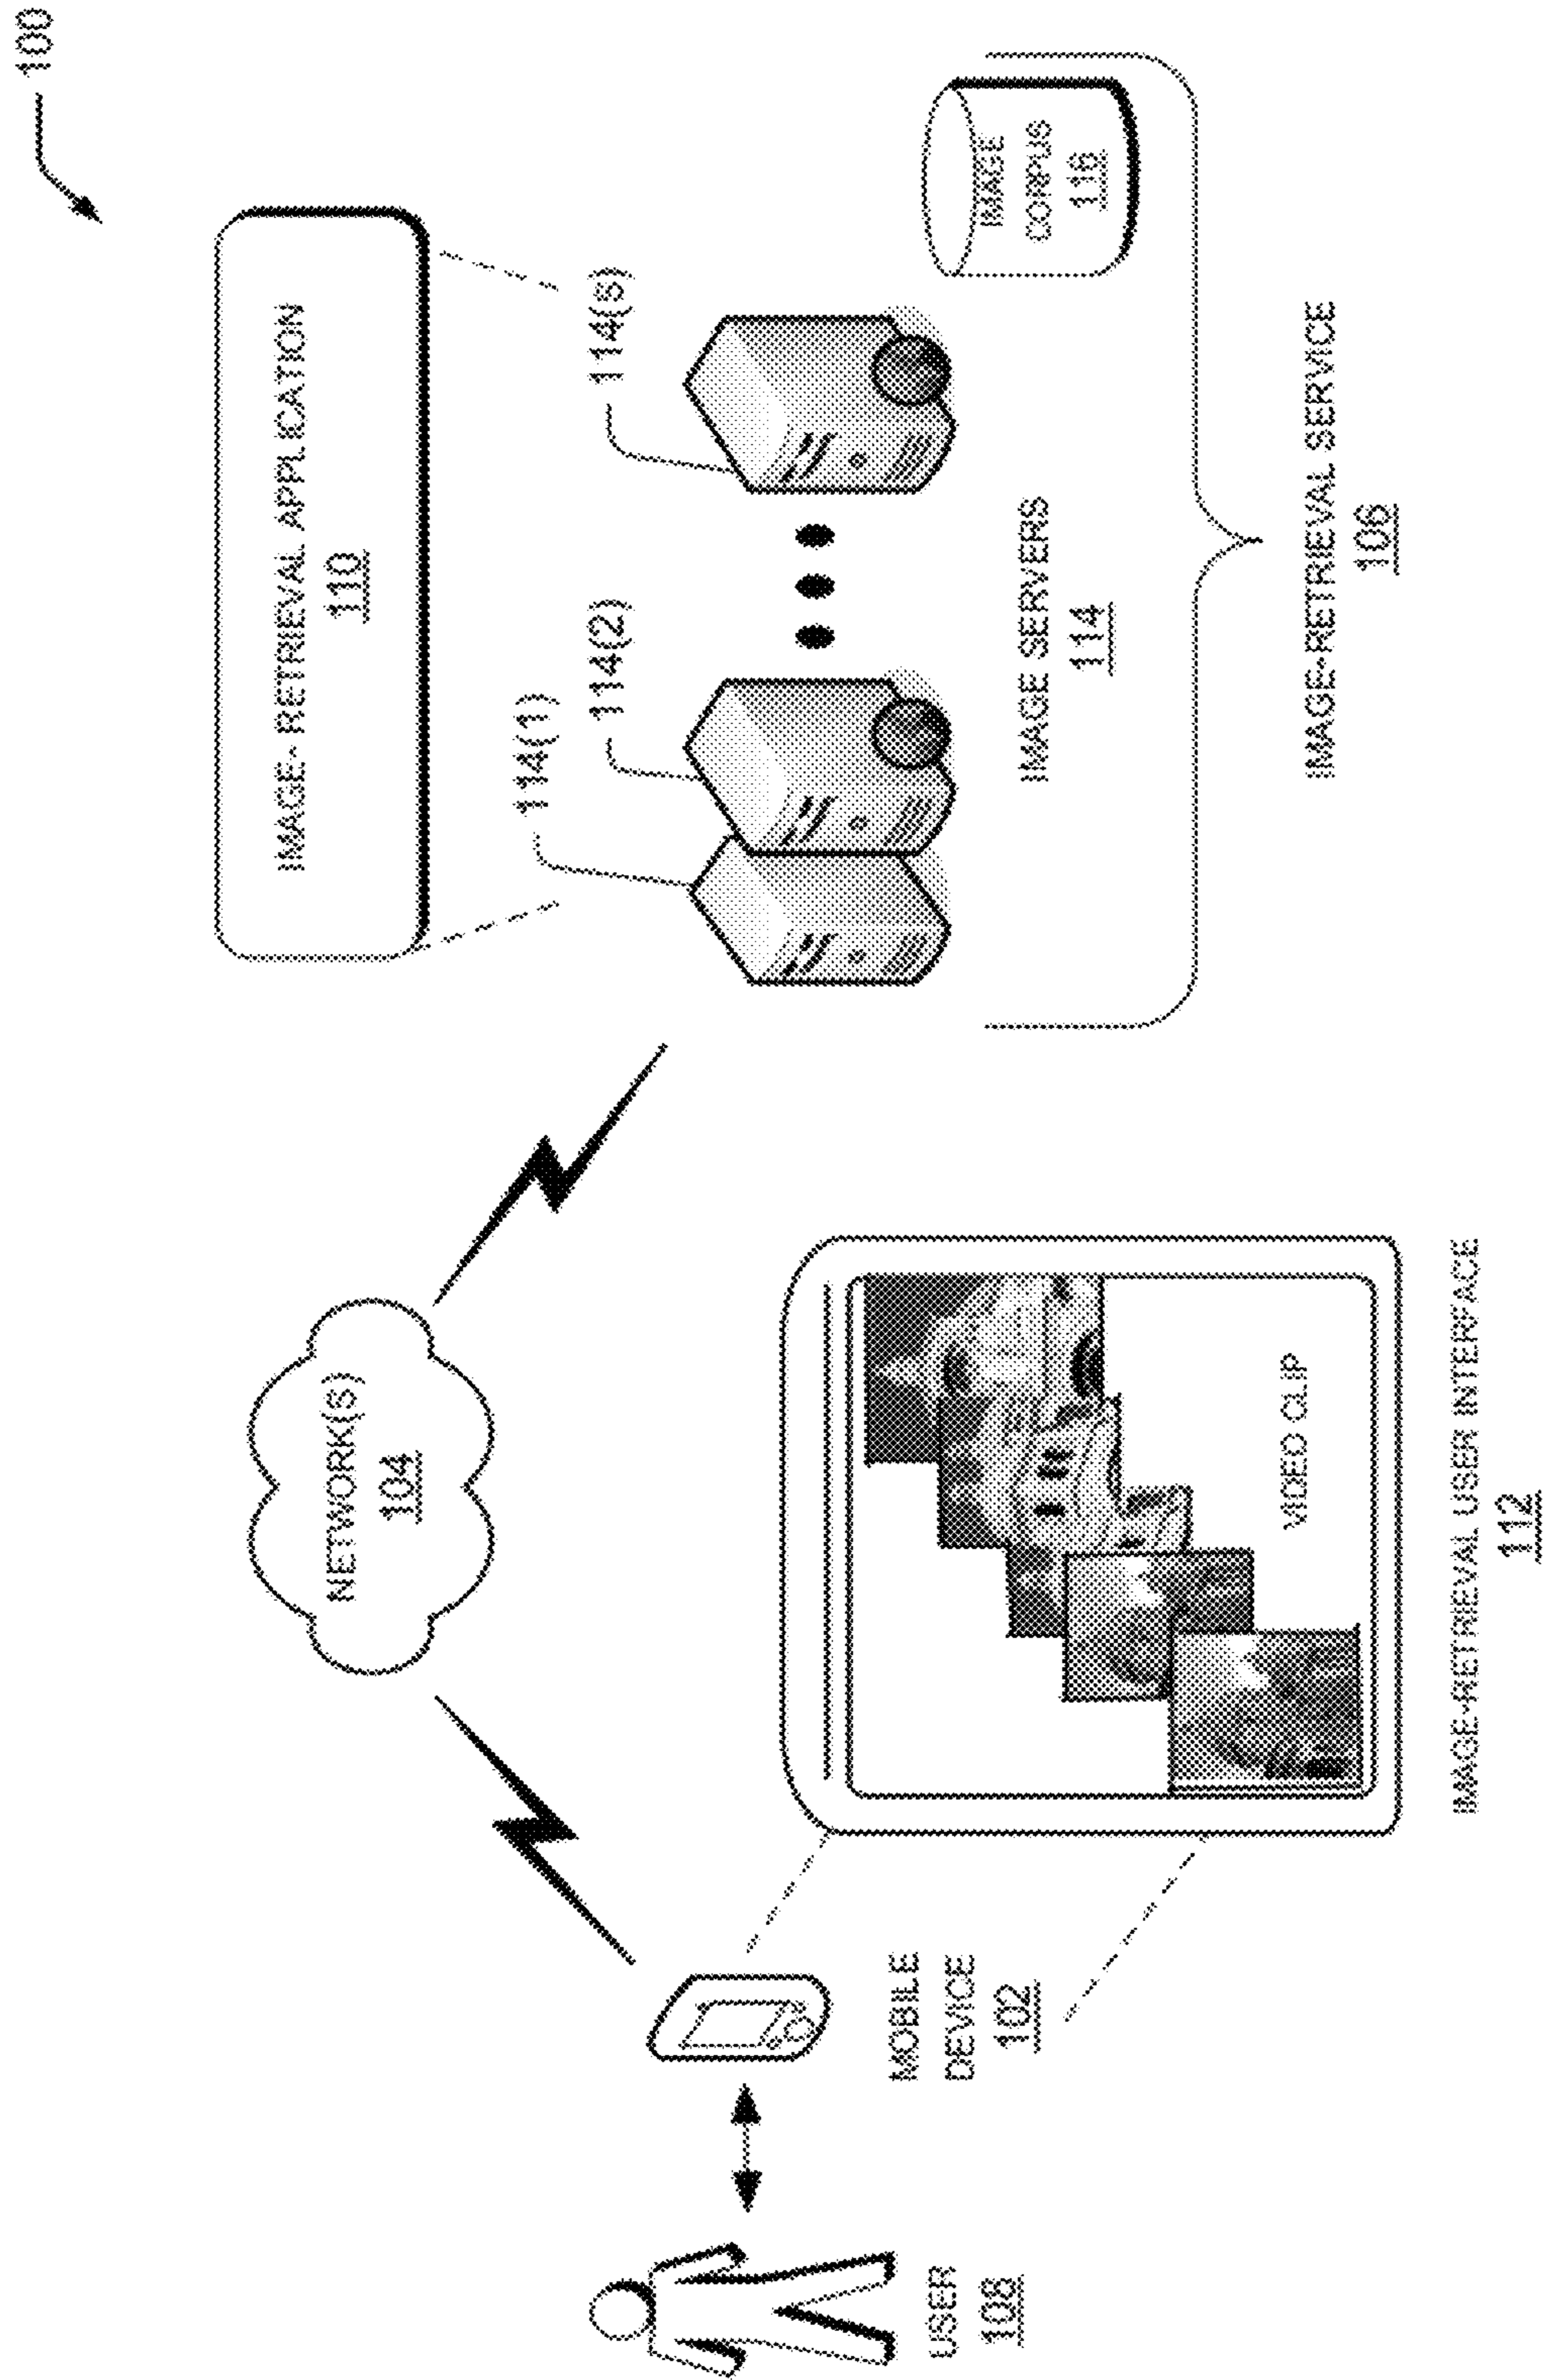 100
IMAGE-RETRIEVAL APPLICATION
110
NETWORK(S)
104
114(1)
114(2)
114(s)
IMAGE
CORPUS
116
IMAGE SERVERS
114
MOBILE
DEVICE
102
USER
108
VIDEO CLIP
IMAGE-RETRIEVAL SERVICE
106
IMAGE-RETRIEVAL USER INTERFACE
112